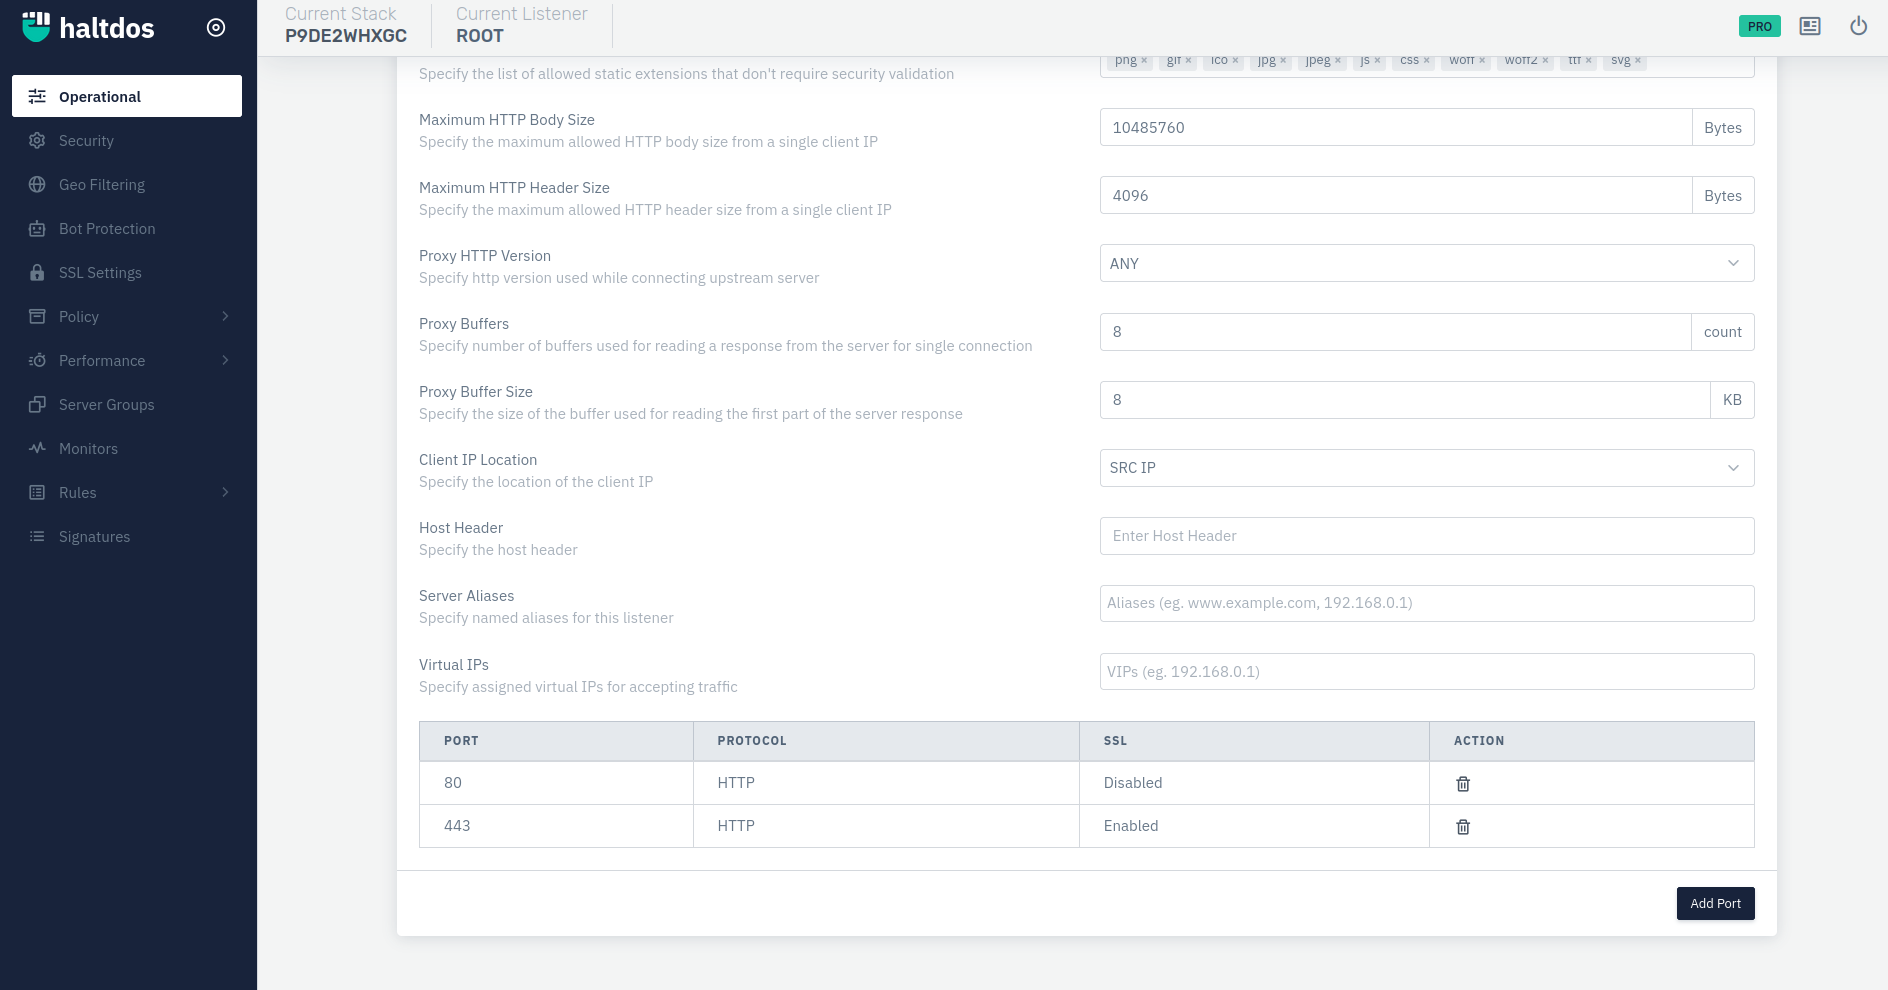 haltdos
Current Stack
P9DE2WHXGC
Current Listener
ROOT
PRO
Operational
Security
Geo Filtering
Bot Protection
SSL Settings
Policy
Performance
Server Groups
Monitors
Rules
Signatures
png × gif × ico × jpg × jpeg × js × css × woff × woff2 × ttf × svg ×
Specify the list of allowed static extensions that don't require security validation
Maximum HTTP Body Size
Specify the maximum allowed HTTP body size from a single client IP
10485760 Bytes
Maximum HTTP Header Size
Specify the maximum allowed HTTP header size from a single client IP
4096 Bytes
Proxy HTTP Version
Specify http version used while connecting upstream server
ANY
Proxy Buffers
Specify number of buffers used for reading a response from the server for single connection
8 count
Proxy Buffer Size
Specify the size of the buffer used for reading the first part of the server response
8 KB
Client IP Location
Specify the location of the client IP
SRC IP
Host Header
Specify the host header
Enter Host Header
Server Aliases
Specify named aliases for this listener
Aliases (eg. www.example.com, 192.168.0.1)
Virtual IPs
Specify assigned virtual IPs for accepting traffic
VIPs (eg. 192.168.0.1)
PORT PROTOCOL SSL ACTION
80 HTTP Disabled
443 HTTP Enabled
Add Port